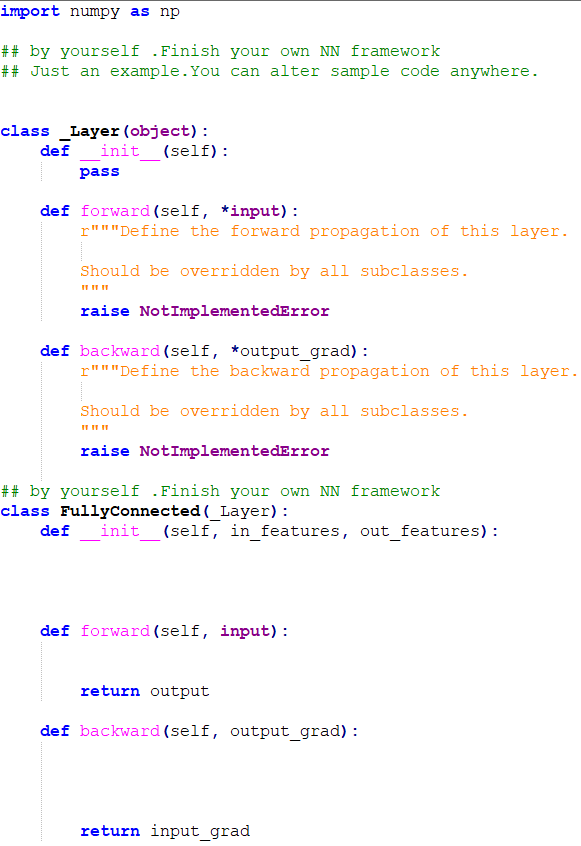 import numpy as np
## by yourself .Finish your own NN framework
## Just an example.You can alter sample code anywhere.
class _Layer(object):
    def __init__(self):
        pass
    def forward(self, *input):
        r"""Define the forward propagation of this layer.
        Should be overridden by all subclasses.
        """
        raise NotImplementedError
    def backward(self, *output_grad):
        r"""Define the backward propagation of this layer.
        Should be overridden by all subclasses.
        """
        raise NotImplementedError
## by yourself .Finish your own NN framework
class FullyConnected(_Layer):
    def __init__(self, in_features, out_features):
    def forward(self, input):
        return output
    def backward(self, output_grad):
        return input_grad